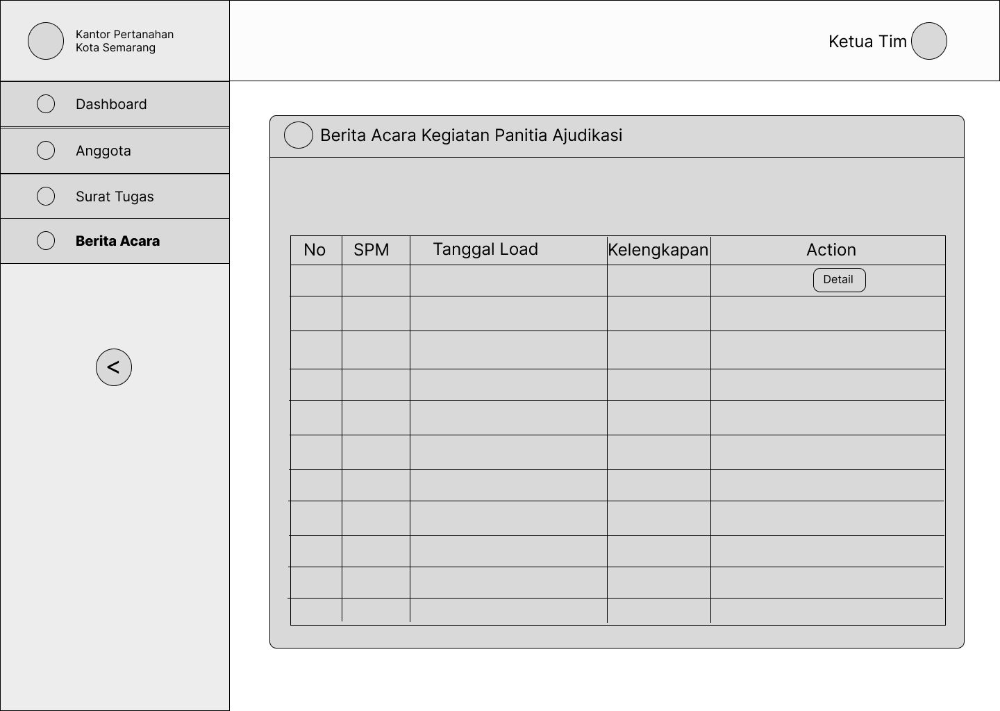 Kantor Pertanahan
Kota Semarang
Ketua Tim
Dashboard
Anggota
Surat Tugas
Berita Acara
<
Berita Acara Kegiatan Panitia Ajudikasi
No SPM Tanggal Load Kelengkapan Action
Detail